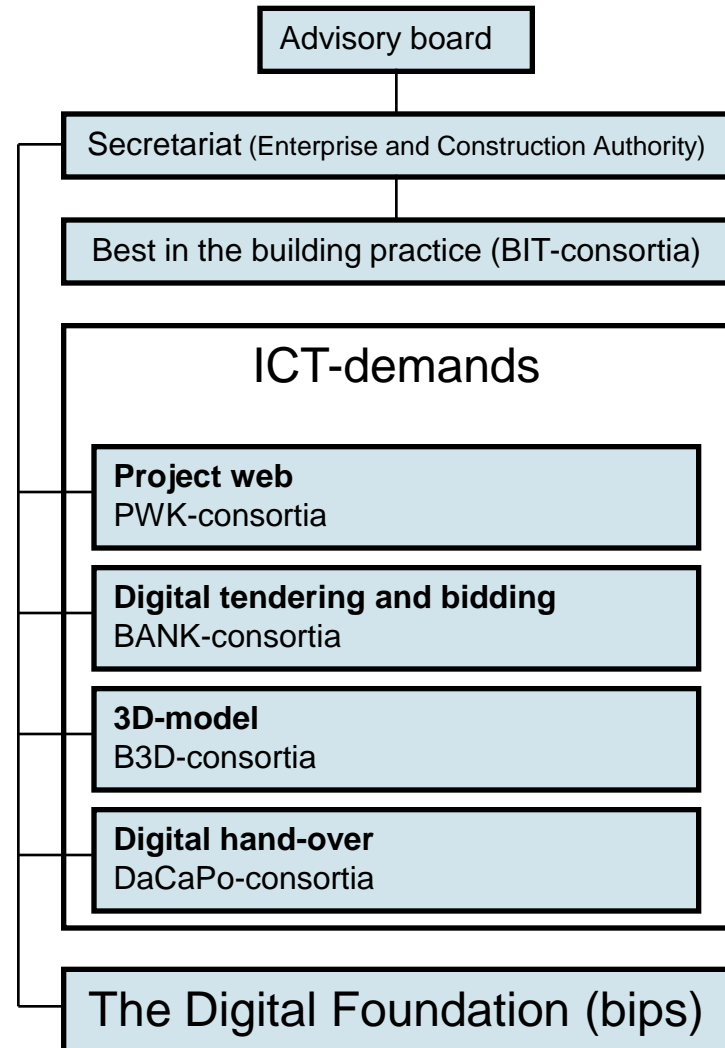 Advisory board
Secretariat (Enterprise and Construction Authority)
Best in the building practice (BIT-consortia)
ICT-demands
Project web
PWK-consortia
Digital tendering and bidding
BANK-consortia
3D-model
B3D-consortia
Digital hand-over
DaCaPo-consortia
The Digital Foundation (bips)